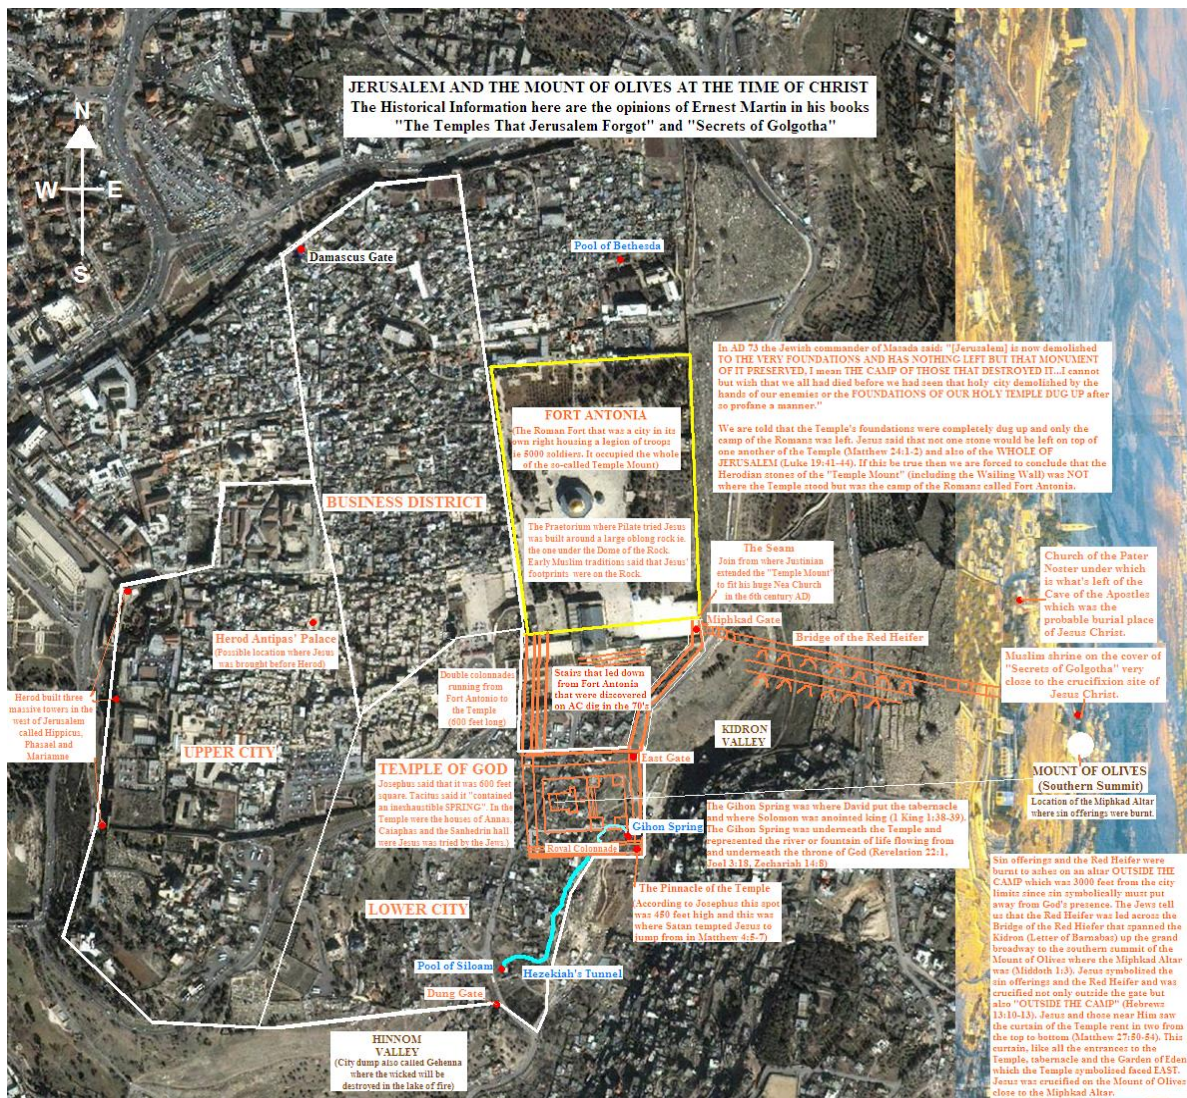 JERUSALEM AND THE MOUNT OF OLIVES AT THE TIME OF CHRIST
The Historical Information here are the opinions of Ernest Martin in his books
"The Temples That Jerusalem Forgot" and "Secrets of Golgotha"
N
W
E
S
Damascus Gate
Pool of Bethesda
In AD 73 the Jewish commander of Masada said: "[Jerusalem] is now demolished
TO THE VERY FOUNDATIONS AND HAS NOTHING LEFT BUT THAT MONUMENT
OF IT PRESERVED, I mean THE CAMP OF THOSE THAT DESTROYED IT...I cannot
but wish that we all had died before we had seen that holy city demolished by the
hands of our enemies or the FOUNDATIONS OF OUR HOLY TEMPLE DUG UP after
so profane a manner."
We are told that the Temple's foundations were completely dug up and only the
camp of the Romans was left. Jesus said that not one stone would be left on top of
one another of the Temple (Matthew 24:1-2) and also of the WHOLE OF
JERUSALEM (Luke 19:41-44). If this be true then we are forced to conclude that the
Herodian stones of the "Temple Mount" (including the Wailing Wall) was NOT
where the Temple stood but was the camp of the Romans called Fort Antonia.
FORT ANTONIA
(The Roman Fort that was a city in its
own right housing a legion of troops
ie 5000 soldiers. It occupied the whole
of the so-called Temple Mount)
BUSINESS DISTRICT
The Praetorium where Pilate tried Jesus
was built around a large oblong rock ie.
the one under the Dome of the Rock.
Early Muslim traditions said that Jesus'
footprints were on the Rock.
The Seam
Join from where Justinian
extended the "Temple Mount"
to fit his huge Nea Church
in the 6th century AD)
Church of the Pater
Noster under which
is what's left of the
Cave of the Apostles
which was the
probable burial place
of Jesus Christ.
Miphkad Gate
Bridge of the Red Heifer
Herod Antipas' Palace
(Possible location where Jesus
was brought before Herod)
Muslim shrine on the cover of
"Secrets of Golgotha" very
close to the crucifixion site of
Jesus Christ.
Double colonnades
running from
Fort Antonio to
the Temple
(600 feet long)
Stairs that led down
from Fort Antonia
that were discovered
on AC dig in the 70's
Herod built three
massive towers in the
west of Jerusalem
called Hippicus,
Phasael and
Mariamne
UPPER CITY
KIDRON
VALLEY
East Gate
TEMPLE OF GOD
Josephus said that it was 600 feet
square. Tacitus said it "contained
an inexhaustible SPRING". In the
Temple were the houses of Annas,
Caiaphas and the Sanhedrin hall
were Jesus was tried by the Jews.)
MOUNT OF OLIVES
(Southern Summit)
Location of the Miphkad Altar
where sin offerings were burnt.
Gihon Spring
The Gihon Spring was where David put the tabernacle
and where Solomon was anointed king (1 King 1:38-39).
The Gihon Spring was underneath the Temple and
represented the river or fountain of life flowing from
and underneath the throne of God (Revelation 22:1,
Joel 3:18, Zechariah 14:8)
Royal Colonnade
The Pinnacle of the Temple
(According to Josephus this spot
was 450 feet high and this was
where Satan tempted Jesus to
jump from in Matthew 4:5-7)
LOWER CITY
Pool of Siloam
Hezekiah's Tunnel
Dung Gate
HINNOM
VALLEY
(City dump also called Gehenna
where the wicked will be
destroyed in the lake of fire)
Sin offerings and the Red Heifer were
burnt to ashes on an altar OUTSIDE THE
CAMP which was 3000 feet from the city
limits since sin symbolically must put
away from God's presence. The Jews tell
us that the Red Heifer was led across the
Bridge of the Red Hiefer that spanned the
Kidron (Letter of Barnabas) up the grand
broadway to the southern summit of the
Mount of Olives where the Miphkad Altar
was (Middoth 1:3). Jesus symbolized the
sin offerings and the Red Heifer and was
crucified not only outside the gate but
also "OUTSIDE THE CAMP" (Hebrews
13:10-13). Jesus and those near Him saw
the curtain of the Temple rent in two from
the top to bottom (Matthew 27:50-54). This
curtain, like all the entrances to the
Temple, tabernacle and the Garden of Eden
which the Temple symbolised faced EAST.
Jesus was crucified on the Mount of Olives
close to the Miphkad Altar.